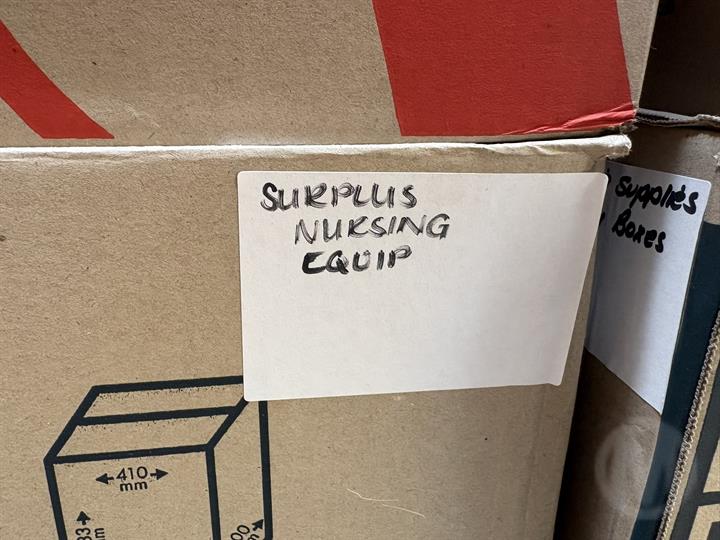 SURPLUS
NURSING
EQUIP
Supplies
Boxes
410
mm